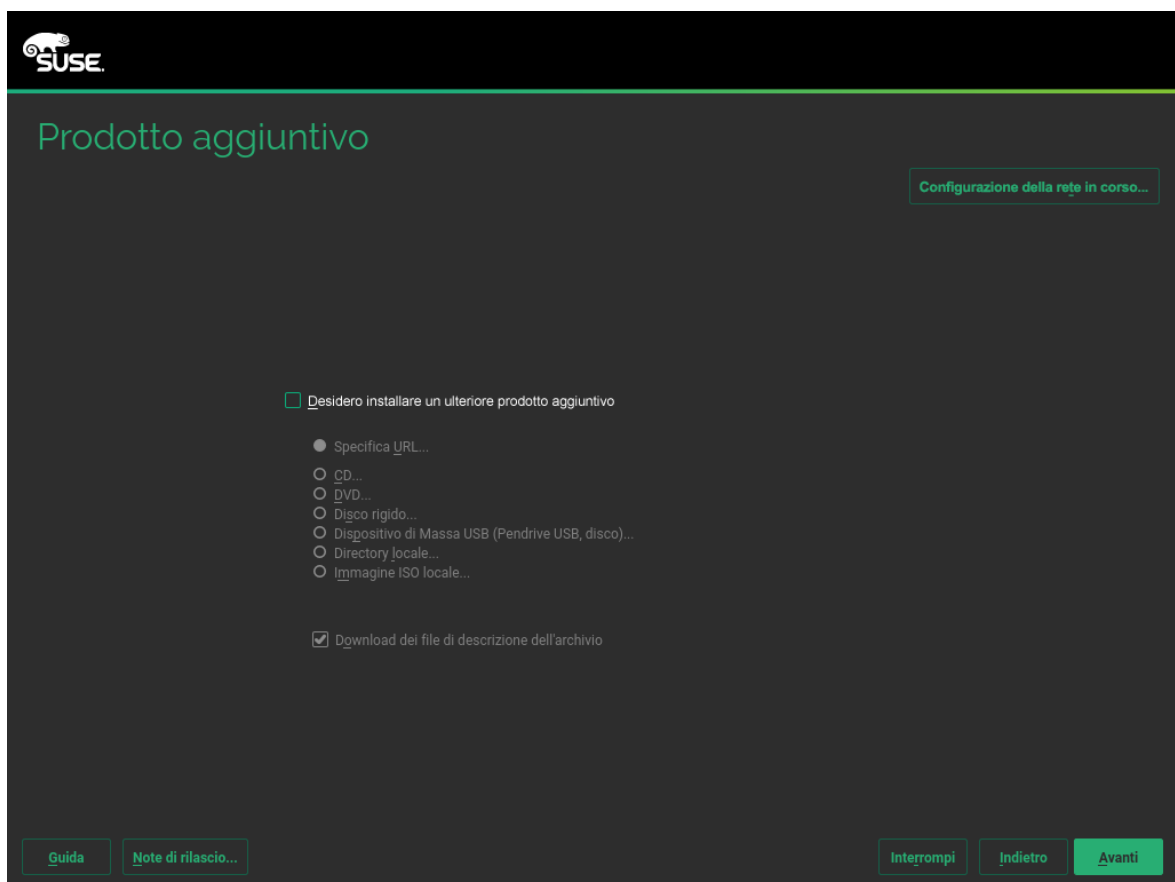 SUSE.
Prodotto aggiuntivo
Configurazione della rete in corso...
Desidero installare un ulteriore prodotto aggiuntivo
Specifica URL...
CD...
DVD...
Disco rigido...
Dispositivo di Massa USB (Pendrive USB, disco)...
Directory locale...
Immagine ISO locale...
Download dei file di descrizione dell'archivio
Guida
Note di rilascio...
Interrompi
Indietro
Avanti